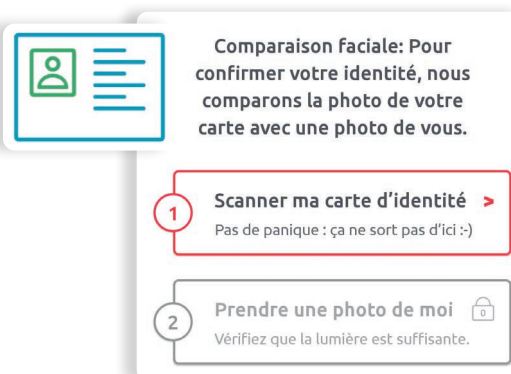 Comparaison faciale: Pour
confirmer votre identité, nous
comparons la photo de votre
carte avec une photo de vous.
1
Scanner ma carte d'identité >
Pas de panique : ça ne sort pas d'ici :-)
2
Prendre une photo de moi
Vérifiez que la lumière est suffisante.